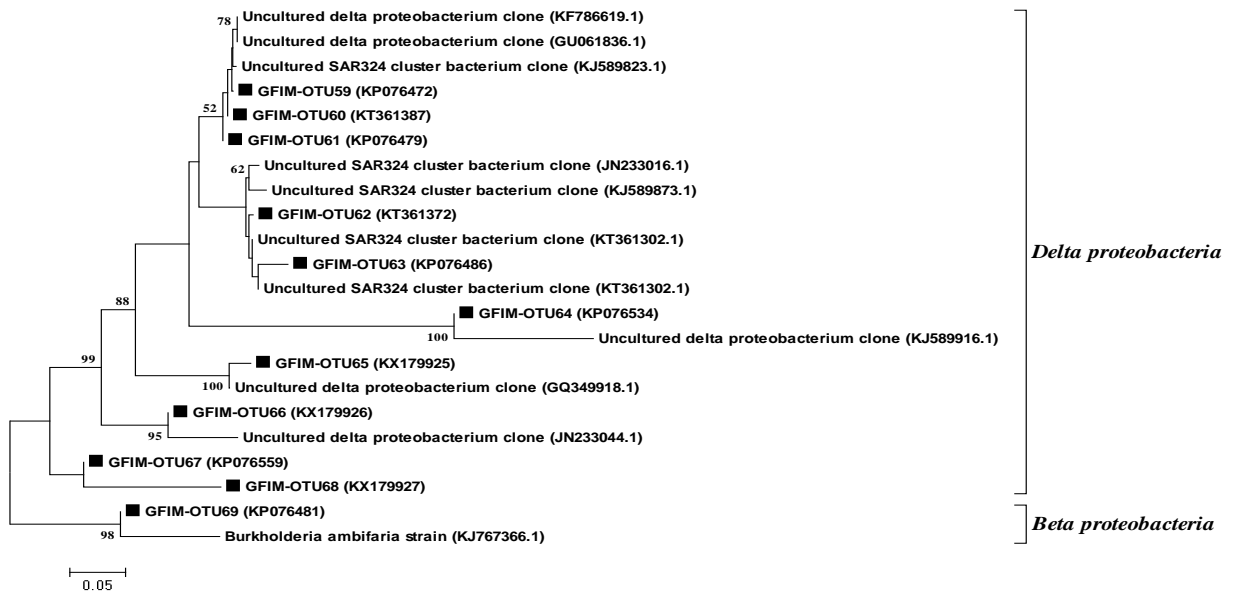 78
Uncultured delta proteobacterium clone (KF786619.1)
Uncultured delta proteobacterium clone (GU061836.1)
Uncultured SAR324 cluster bacterium clone (KJ589823.1)
GFIM-OTU59 (KP076472)
52
GFIM-OTU60 (KT361387)
GFIM-OTU61 (KP076479)
62
Uncultured SAR324 cluster bacterium clone (JN233016.1)
Uncultured SAR324 cluster bacterium clone (KJ589873.1)
GFIM-OTU62 (KT361372)
Uncultured SAR324 cluster bacterium clone (KT361302.1)
GFIM-OTU63 (KP076486)
Uncultured SAR324 cluster bacterium clone (KT361302.1)
88
GFIM-OTU64 (KP076534)
100
Uncultured delta proteobacterium clone (KJ589916.1)
99
GFIM-OTU65 (KX179925)
100
Uncultured delta proteobacterium clone (GQ349918.1)
GFIM-OTU66 (KX179926)
95
Uncultured delta proteobacterium clone (JN233044.1)
GFIM-OTU67 (KP076559)
GFIM-OTU68 (KX179927)
GFIM-OTU69 (KP076481)
98
Burkholderia ambifaria strain (KJ767366.1)
Delta proteobacteria
Beta proteobacteria
0.05